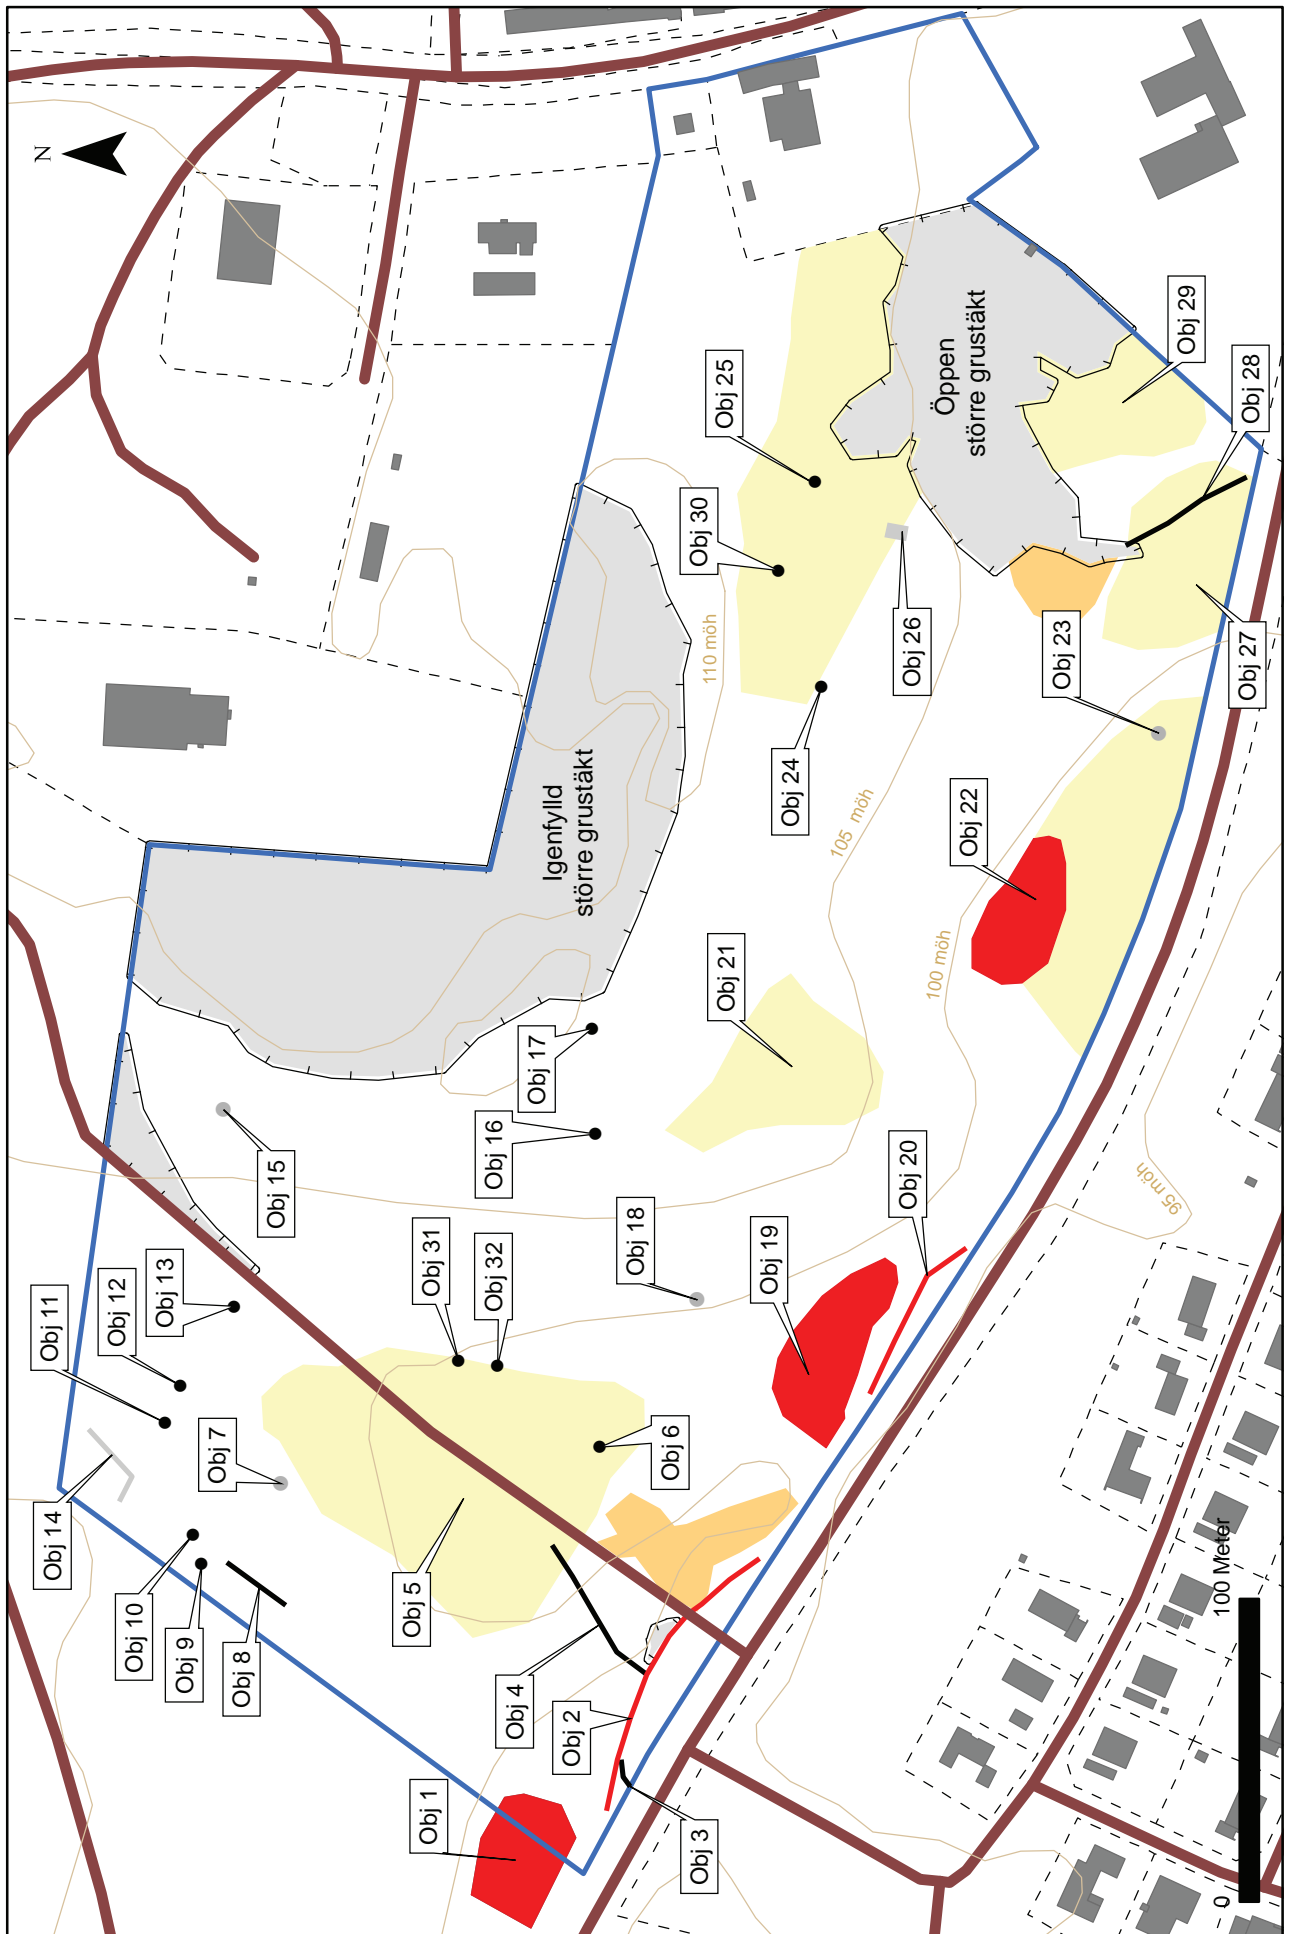 N
Öppen
större grustäkt
Igenfylld
större grustäkt
110 möh
105 möh
100 möh
95 möh
Obj 1
Obj 2
Obj 3
Obj 4
Obj 5
Obj 6
Obj 7
Obj 8
Obj 9
Obj 10
Obj 11
Obj 12
Obj 13
Obj 14
Obj 15
Obj 16
Obj 17
Obj 18
Obj 19
Obj 20
Obj 21
Obj 22
Obj 23
Obj 24
Obj 25
Obj 26
Obj 27
Obj 28
Obj 29
Obj 30
Obj 31
Obj 32
0
100 Meter